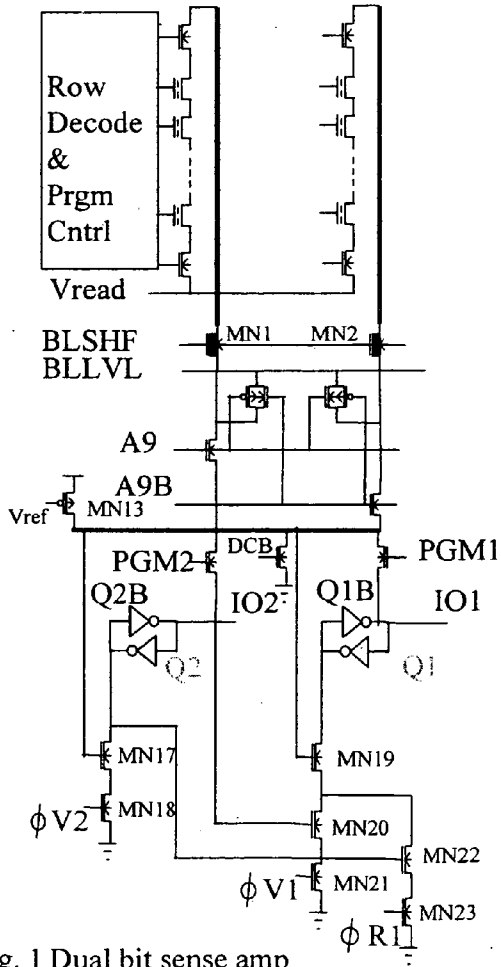 Row
Decode
&
Prgm
Cntrl
Vread
BLSHF
MN1
MN2
BLLVL
A9
A9B
Vref
MN13
PGM2
DCB
PGM1
Q2B
IO2
Q1B
IO1
Q2
Q1
MN17
MN19
ϕV2
MN18
MN20
MN22
ϕV1
MN21
MN23
ϕR1
g. 1 Dual bit sense amp